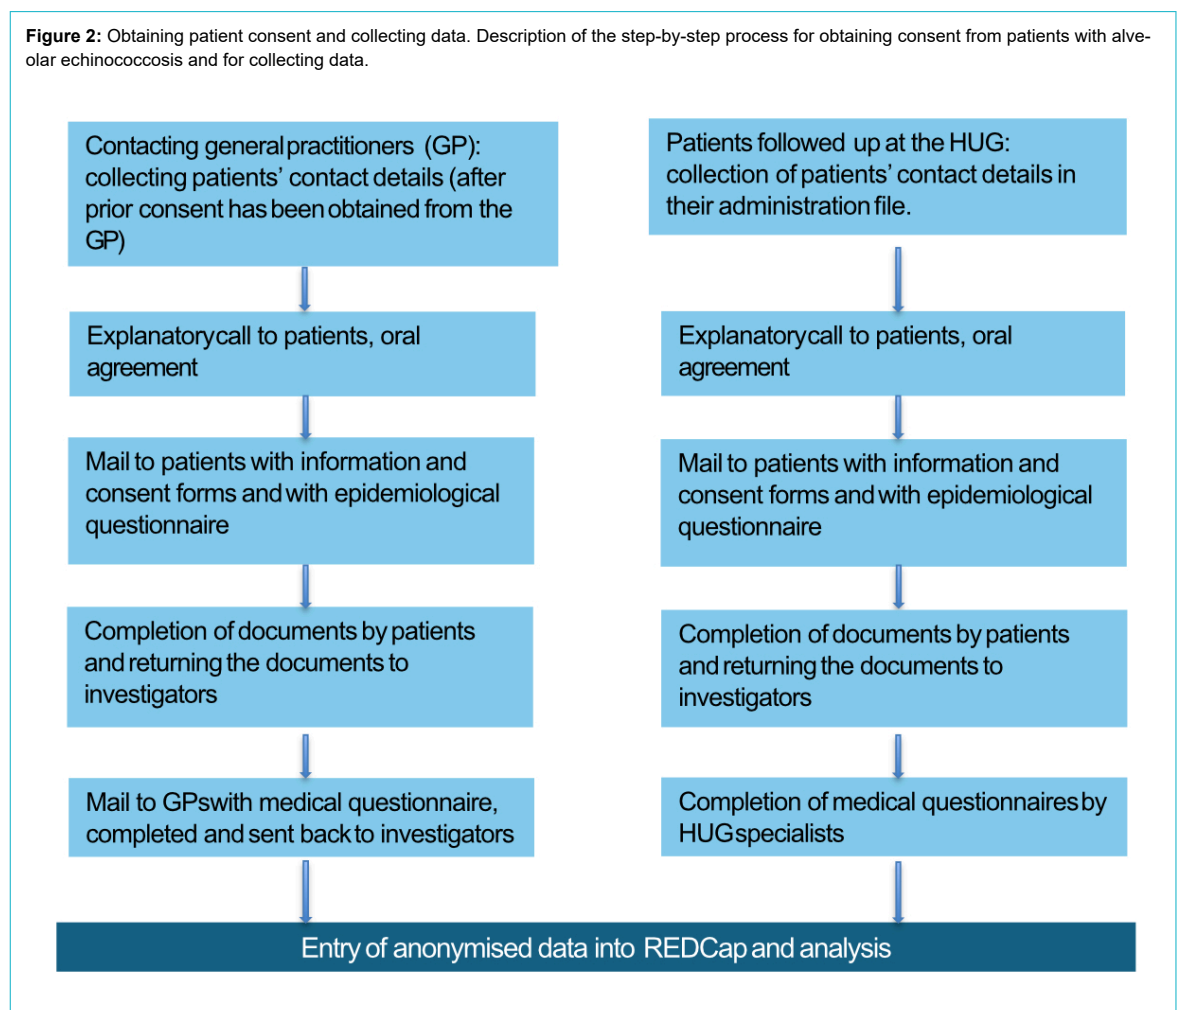 Figure 2: Obtaining patient consent and collecting data. Description of the step-by-step process for obtaining consent from patients with alve-
olar echinococcosis and for collecting data.
Contacting general practitioners (GP):
collecting patients’ contact details (after
prior consent has been obtained from the
GP)
Explanatory call to patients, oral
agreement
Mail to patients with information and
consent forms and with epidemiological
questionnaire
Completion of documents by patients
and returning the documents to
investigators
Mail to GPs with medical questionnaire,
completed and sent back to investigators
Patients followed up at the HUG:
collection of patients’ contact details in
their administration file.
Explanatory call to patients, oral
agreement
Mail to patients with information and
consent forms and with epidemiological
questionnaire
Completion of documents by patients
and returning the documents to
investigators
Completion of medical questionnaires by
HUG specialists
Entry of anonymised data into REDCap and analysis